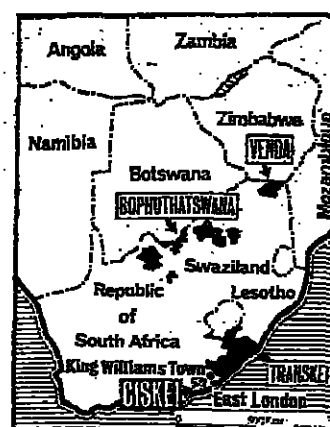 Angola
Zambia
Zimbabwe
Namibia
VENDA
Mozambique
Botswana
BOPHUTHATSWANA
Swaziland
Republic
of
South Africa
Lesotho
King Williams Town
TRANSKEI
CISKEI
East London